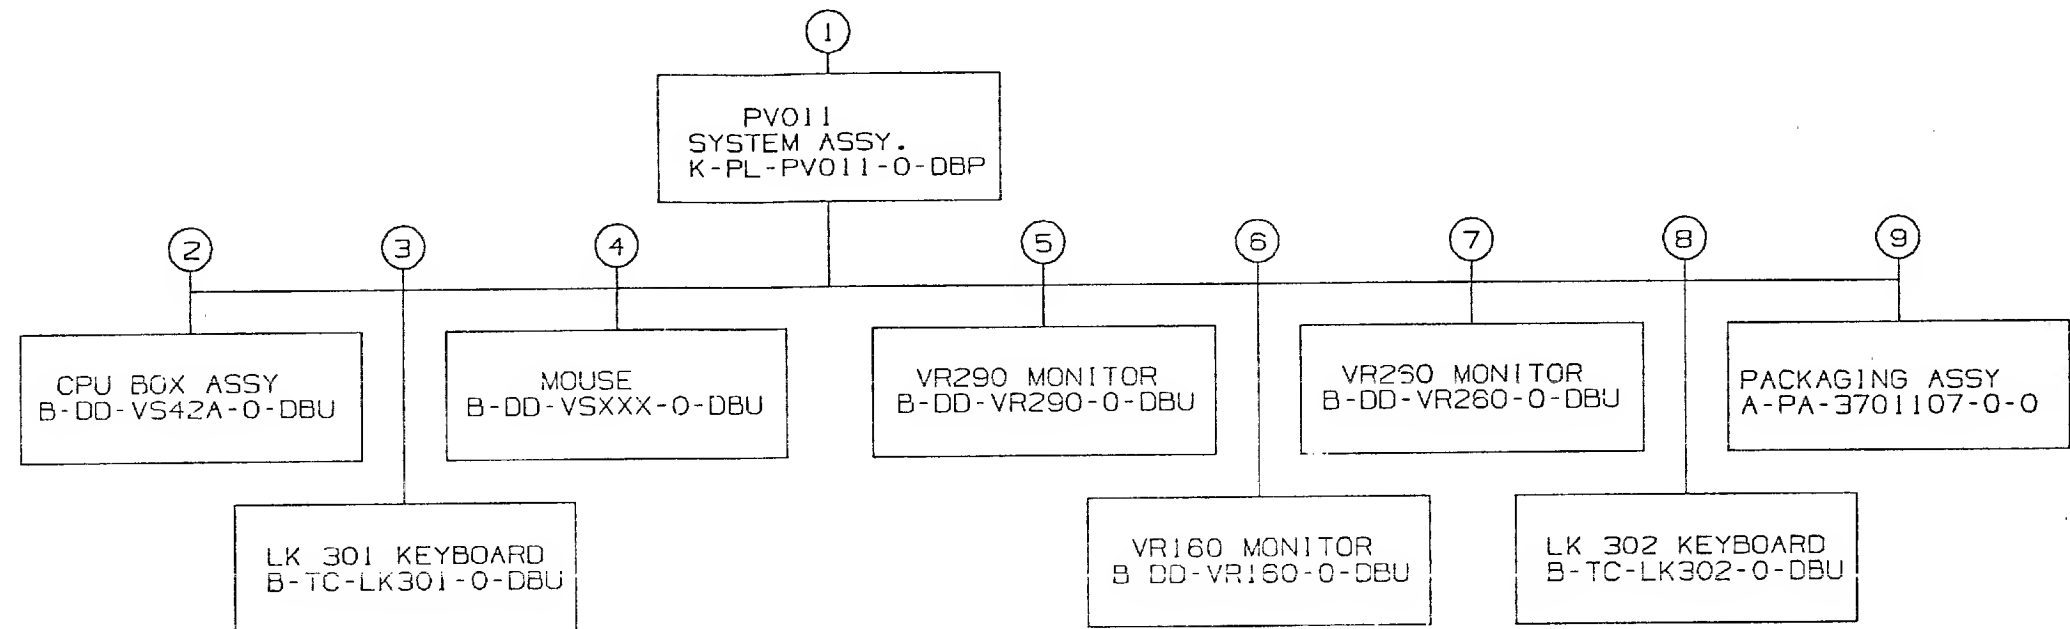 1
PV011
SYSTEM ASSY.
K-PL-PV011-0-DBP
2
3
4
5
6
7
8
9
CPU BOX ASSY
B-DD-VS42A-0-DBU
MOUSE
B-DD-VSXXX-0-DBU
VR290 MONITOR
B-DD-VR290-0-DBU
VR260 MONITOR
B-DD-VR260-0-DBU
PACKAGING ASSY
A-PA-3701107-0-0
LK 301 KEYBOARD
B-TC-LK301-0-DBU
VR160 MONITOR
B DD-VR160-0-DBU
LK 302 KEYBOARD
B-TC-LK302-0-DBU